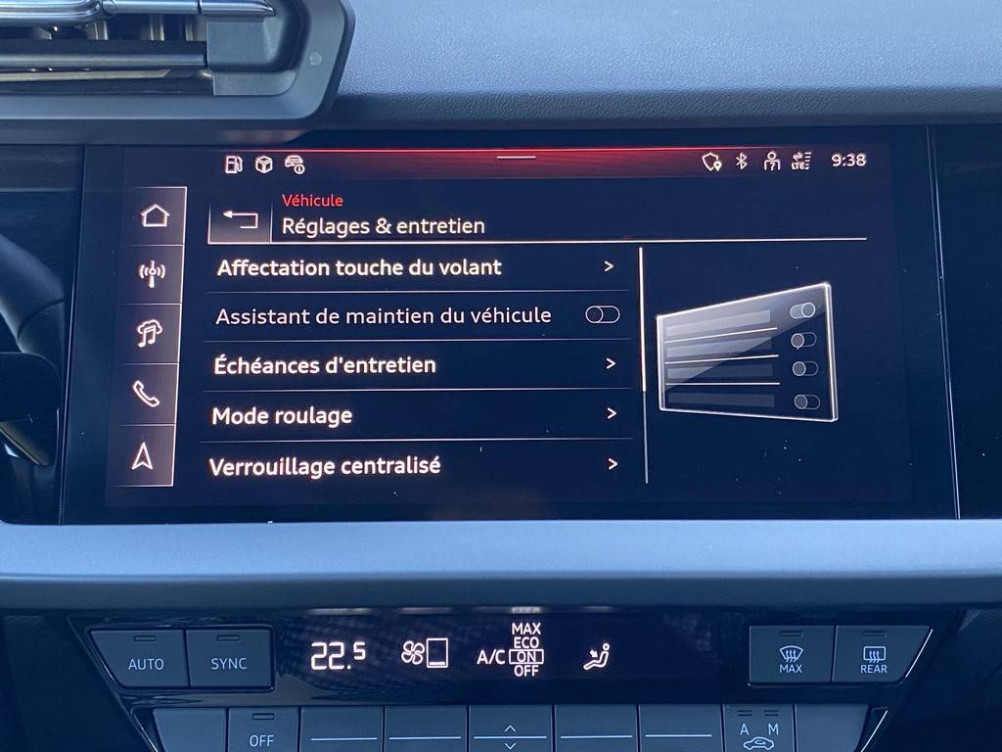 LTE 9:38
Véhicule
Réglages & entretien
Affectation touche du volant >
Assistant de maintien du véhicule
Échéances d'entretien >
Mode roulage >
Verrouillage centralisé >
MAX
ECO
AUTO SYNC 22.5 A/C ON
OFF
MAX REAR
OFF A M